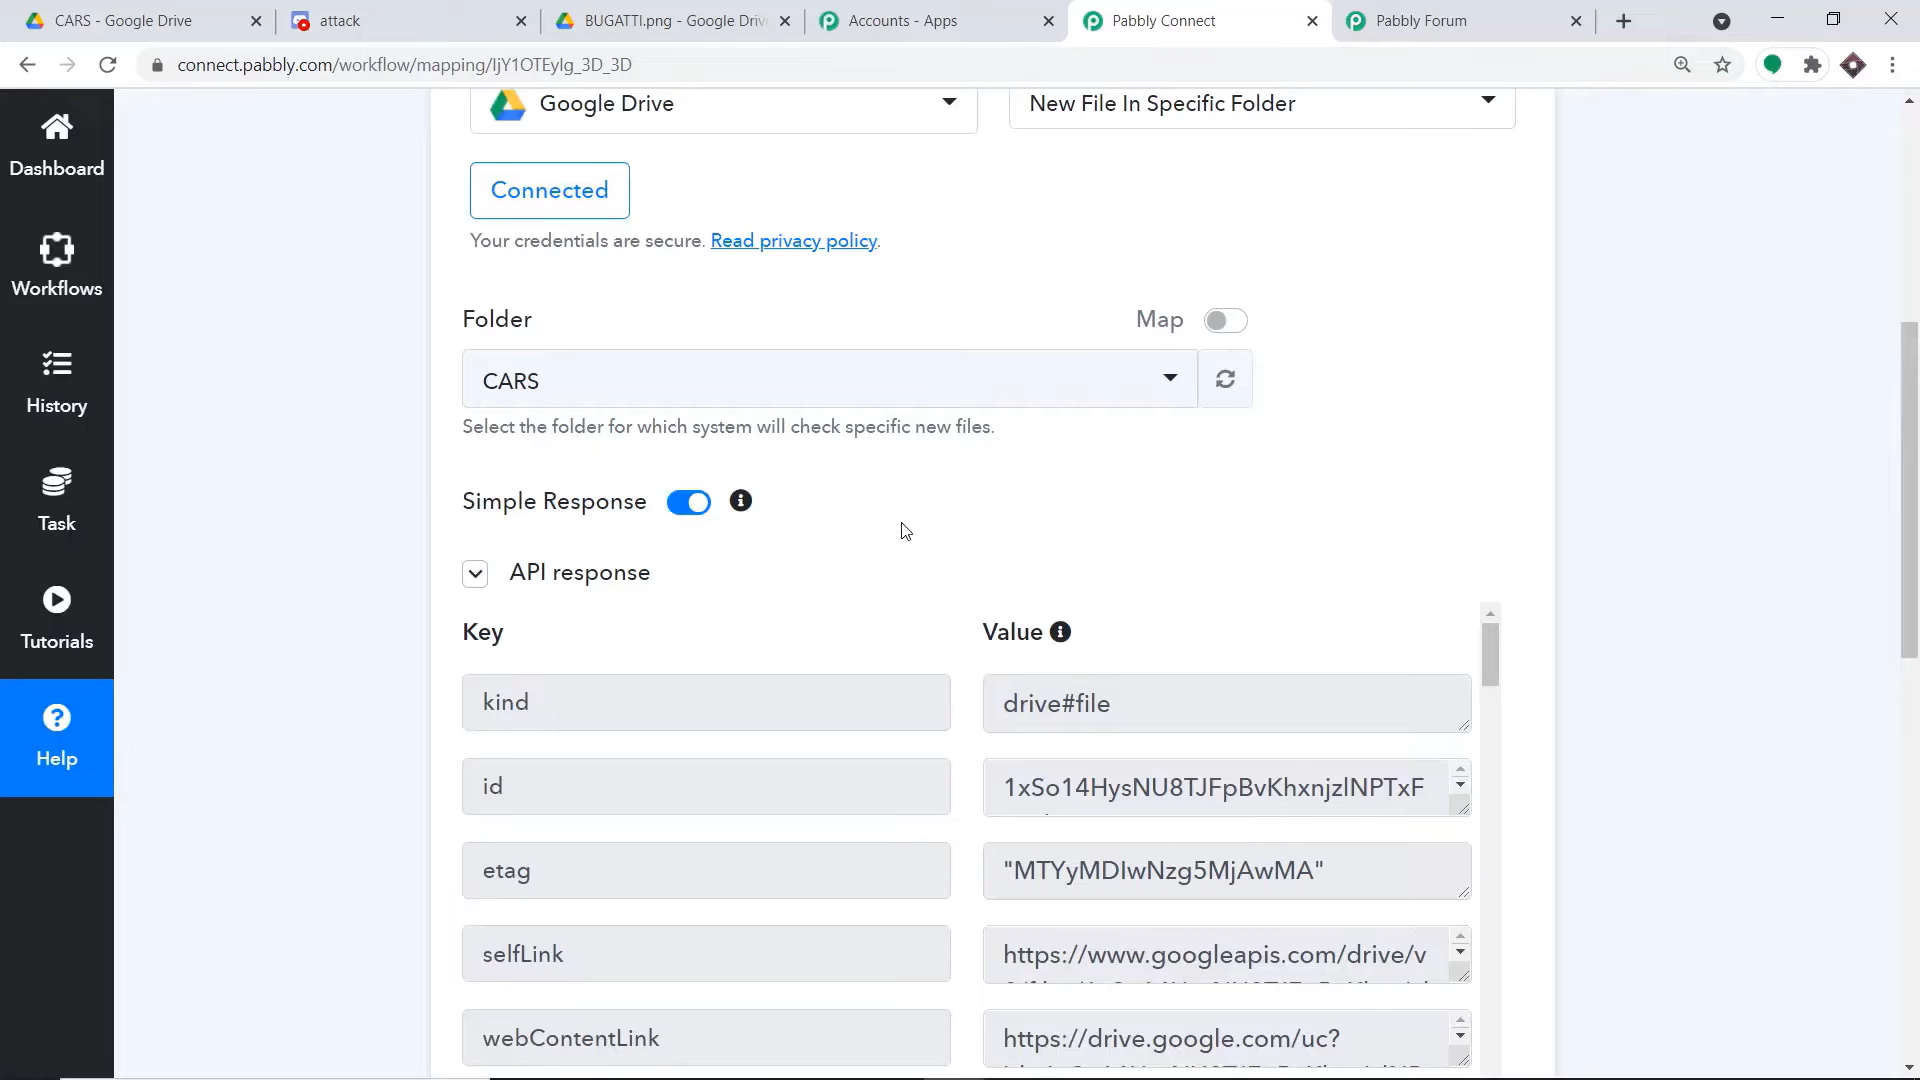 CARS - Google Drive
attack
BUGATTI.png - Google Driv
Accounts - Apps
Pabbly Connect
Pabbly Forum
connect.pabbly.com/workflow/mapping/IjY1OTEyIg_3D_3D
Dashboard
Workflows
History
Task
Tutorials
Help
Google Drive
New File In Specific Folder
Connected
Your credentials are secure. Read privacy policy.
Folder
Map
CARS
Select the folder for which system will check specific new files.
Simple Response
API response
Key
Value
kind
drive#file
id
1xSo14HysNU8TJFpBvKhxnjzlNPTxF
etag
"MTYyMDIwNzg5MjAwMA"
selfLink
https://www.googleapis.com/drive/v
webContentLink
https://drive.google.com/uc?